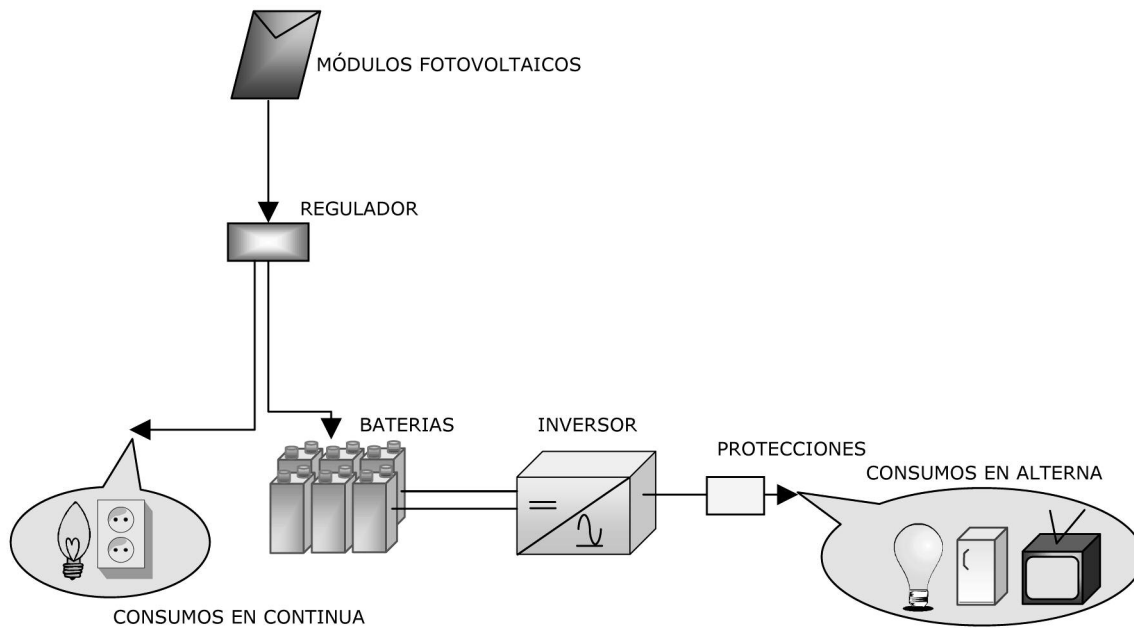 MÓDULOS FOTOVOLTAICOS
REGULADOR
BATERIAS
INVERSOR
PROTECCIONES
CONSUMOS EN ALTERNA
CONSUMOS EN CONTINUA